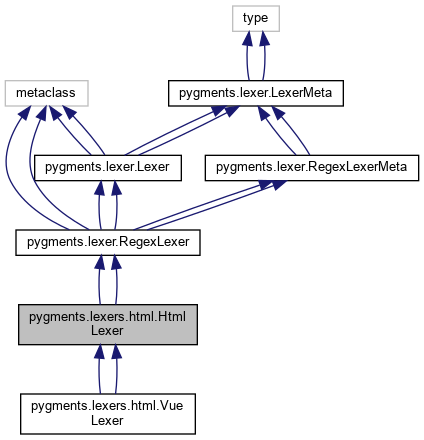 type
metaclass
pygments.lexer.LexerMeta
pygments.lexer.Lexer
pygments.lexer.RegexLexerMeta
pygments.lexer.RegexLexer
pygments.lexers.html.Html
Lexer
pygments.lexers.html.Vue
Lexer